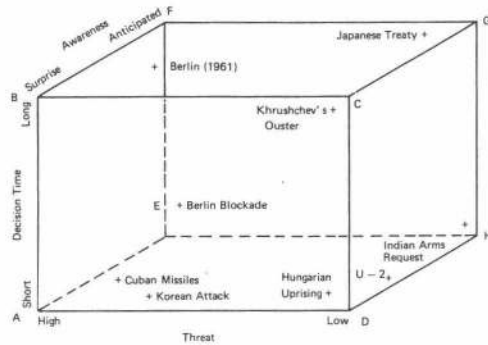 F
G
Awareness
Anticipated
Surprise
Japanese Treaty +
+ Berlin (1961)
B
C
Long
Khrushchev's +
Ouster
Decision Time
E
+ Berlin Blockade
+
H
Indian Arms
Request
+ Cuban Missiles
Hungarian
U – 2+
Short
+ Korean Attack
Uprising +
A
High
Low
D
Threat